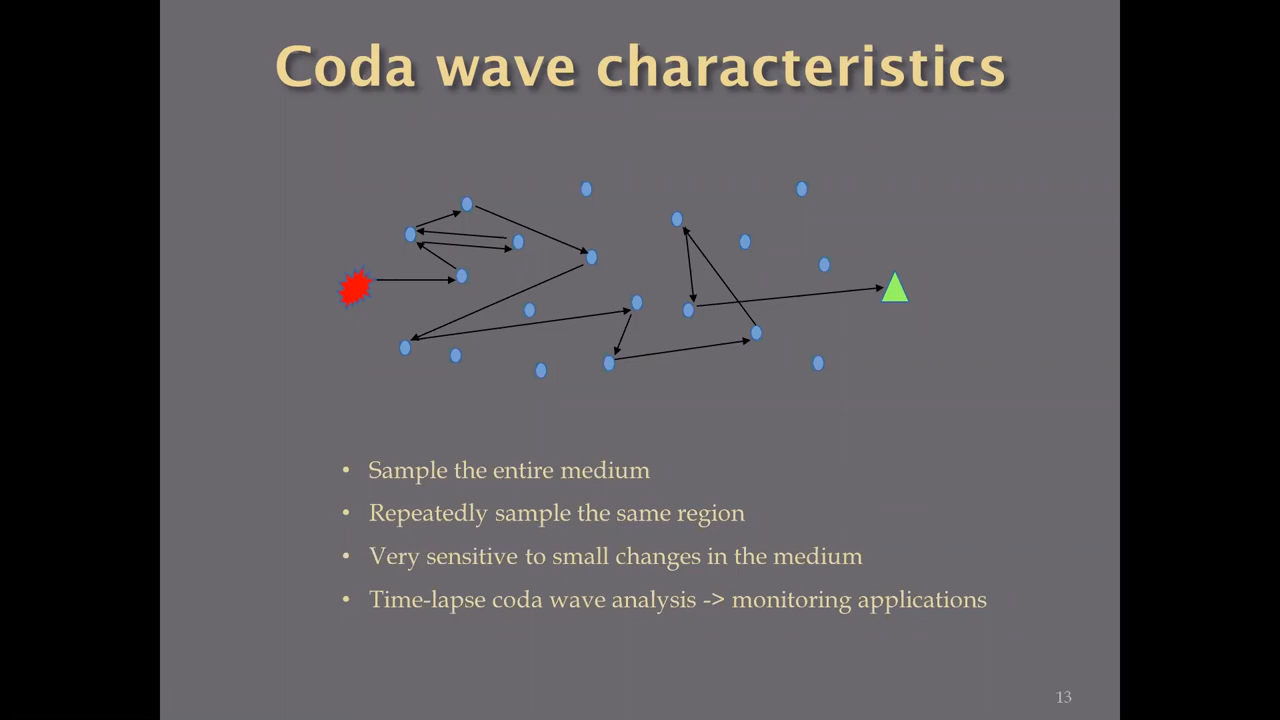 Coda wave characteristics
• Sample the entire medium
• Repeatedly sample the same region
• Very sensitive to small changes in the medium
• Time-lapse coda wave analysis -> monitoring applications
13